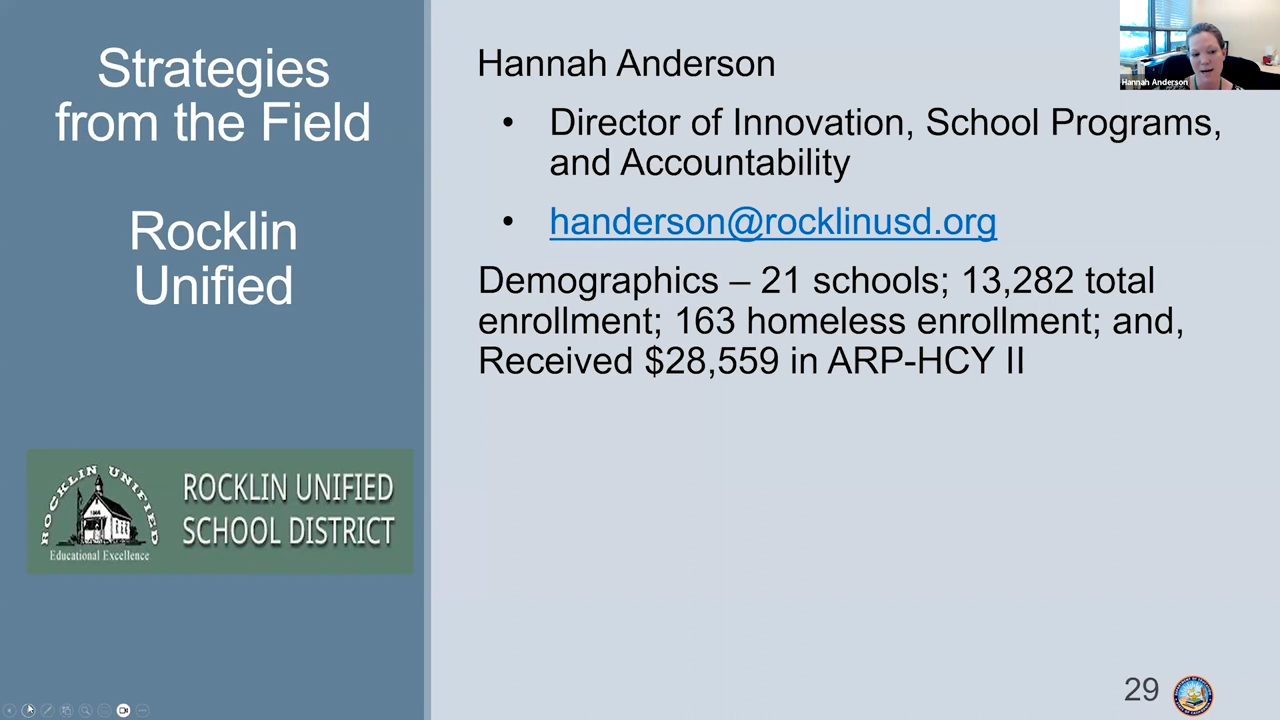 Strategies
from the Field
Rocklin
Unified
ROCKLIN UNIFIED
Educational Excellence
ROCKLIN UNIFIED
SCHOOL DISTRICT
Hannah Anderson
• Director of Innovation, School Programs,
and Accountability
• handerson@rocklinusd.org
Demographics – 21 schools; 13,282 total
enrollment; 163 homeless enrollment; and,
Received $28,559 in ARP-HCY II
Hannah Anderson
29